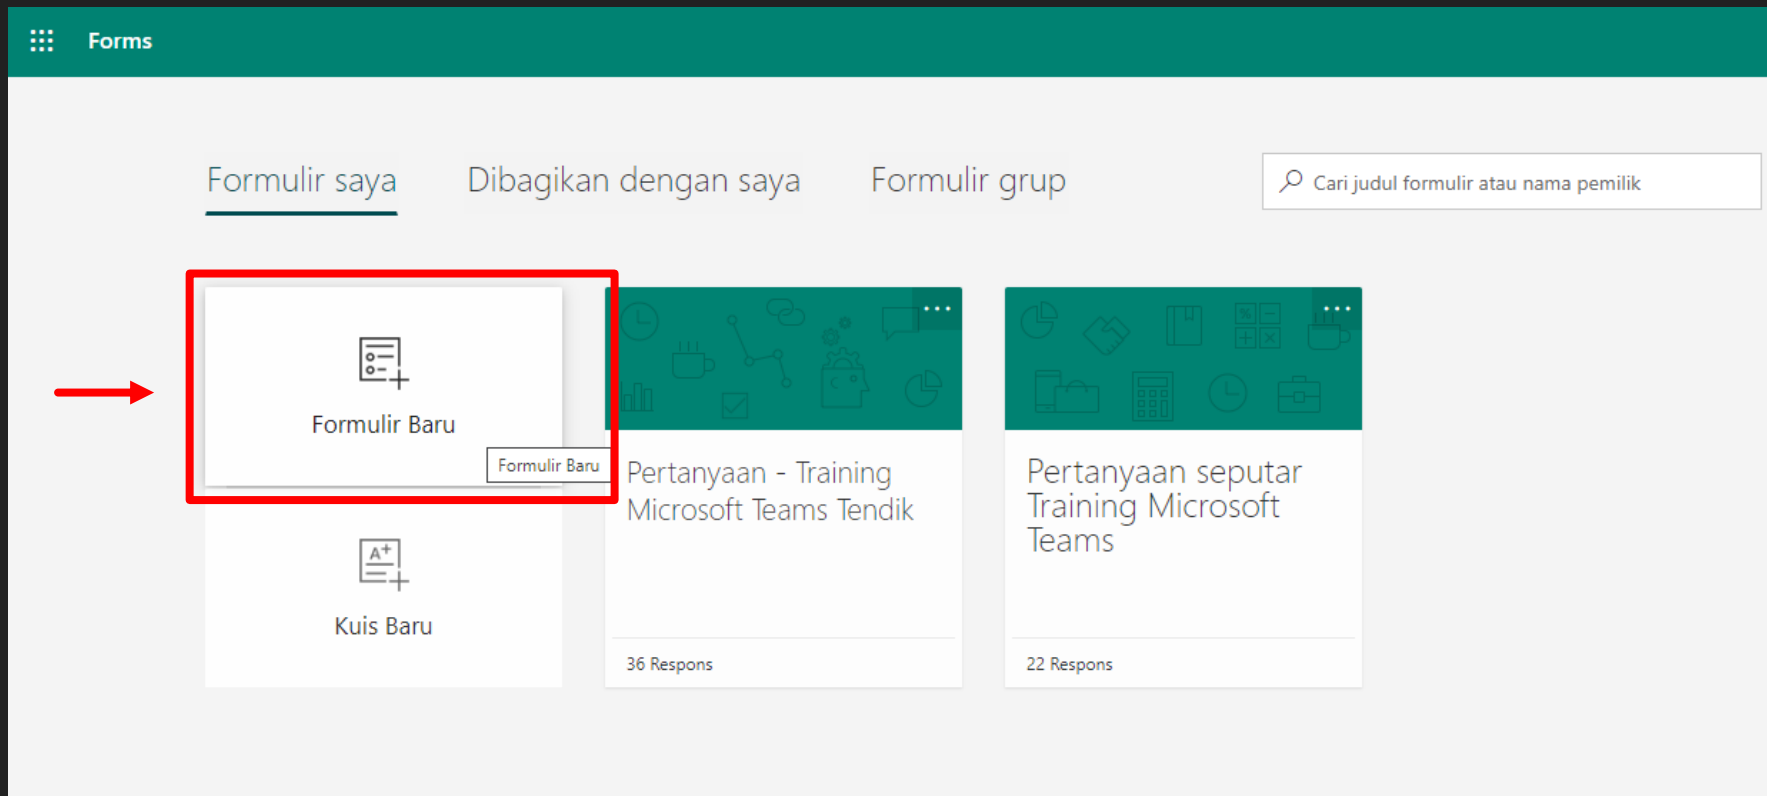 Forms
Formulir saya
Dibagikan dengan saya
Formulir grup
Cari judul formulir atau nama pemilik
Formulir Baru
Formulir Baru
Kuis Baru
Pertanyaan - Training
Microsoft Teams Tendik
36 Respons
Pertanyaan seputar
Training Microsoft
Teams
22 Respons